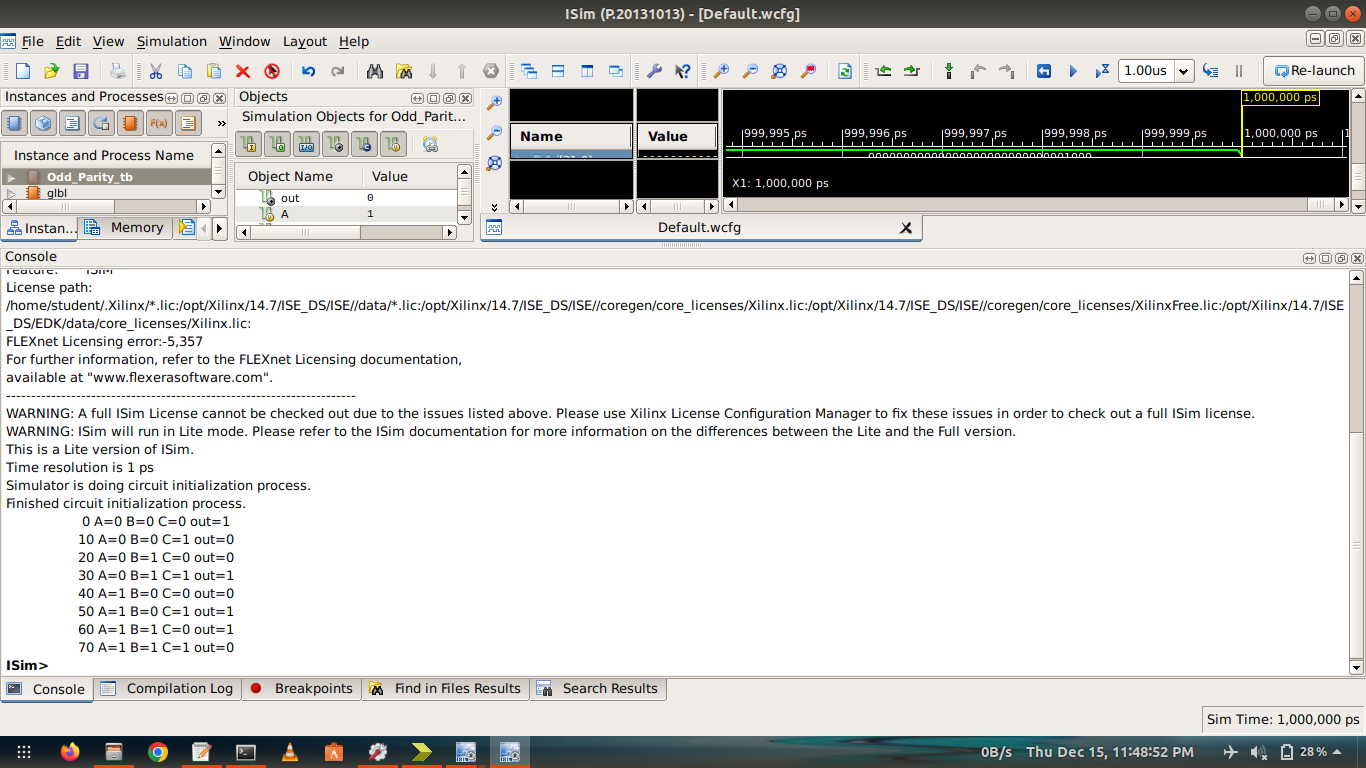 ISim (P.20131013) - [Default.wcfg]
File Edit View Simulation Window Layout Help
1.00us
Re-launch
Instances and Processes
Instance and Process Name
Odd_Parity_tb
glbl
Instan...
Memory
Objects
Simulation Objects for Odd_Parit...
Object Name Value
out 0
A 1
Name
Value
1,000,000 ps
999,995 ps 999,996 ps 999,997 ps 999,998 ps 999,999 ps 1,000,000 ps
X1: 1,000,000 ps
Default.wcfg
Console
Feature: ISIM
License path:
/home/student/.Xilinx/*.lic:/opt/Xilinx/14.7/ISE_DS/ISE//data/*.lic:/opt/Xilinx/14.7/ISE_DS/ISE//coregen/core_licenses/Xilinx.lic:/opt/Xilinx/14.7/ISE_DS/ISE//coregen/core_licenses/XilinxFree.lic:/opt/Xilinx/14.7/ISE
_DS/EDK/data/core_licenses/Xilinx.lic:
FLEXnet Licensing error:-5,357
For further information, refer to the FLEXnet Licensing documentation,
available at "www.flexerasoftware.com".
----------------------------------------------------------------------
WARNING: A full ISim License cannot be checked out due to the issues listed above. Please use Xilinx License Configuration Manager to fix these issues in order to check out a full ISim license.
WARNING: ISim will run in Lite mode. Please refer to the ISim documentation for more information on the differences between the Lite and the Full version.
This is a Lite version of ISim.
Time resolution is 1 ps
Simulator is doing circuit initialization process.
Finished circuit initialization process.
0 A=0 B=0 C=0 out=1
10 A=0 B=0 C=1 out=0
20 A=0 B=1 C=0 out=0
30 A=0 B=1 C=1 out=1
40 A=1 B=0 C=0 out=0
50 A=1 B=0 C=1 out=1
60 A=1 B=1 C=0 out=1
70 A=1 B=1 C=1 out=0
ISim>
Console Compilation Log Breakpoints Find in Files Results Search Results
Sim Time: 1,000,000 ps
0B/s Thu Dec 15, 11:48:52 PM 28 %